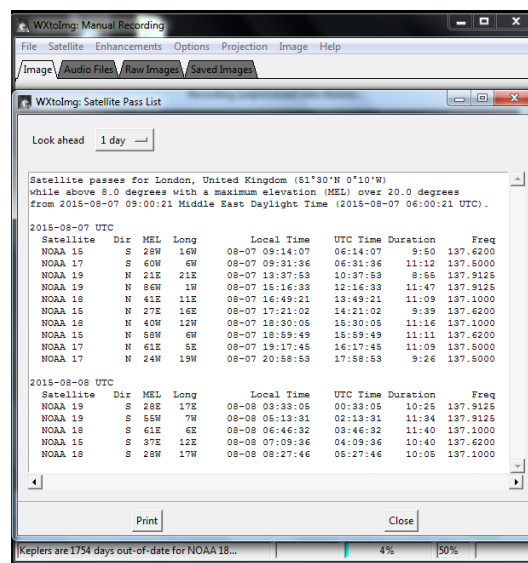 WXtoImg: Manual Recording
File Satellite Enhancements Options Projection Image Help
Image Audio Files Raw Images Saved Images
WXtoImg: Satellite Pass List
Look ahead 1 day
Satellite passes for London, United Kingdom (51°30'N 0°10'W)
while above 8.0 degrees with a maximum elevation (MEL) over 20.0 degrees
from 2015-08-07 09:00:21 Middle East Daylight Time (2015-08-07 06:00:21 UTC).
2015-08-07 UTC
Satellite Dir MEL Long Local Time UTC Time Duration Freq
NOAA 15 S 28W 16W 08-07 09:14:07 06:14:07 9:50 137.6200
NOAA 17 S 60W 6W 08-07 09:31:36 06:31:36 11:12 137.5000
NOAA 19 N 21E 21E 08-07 13:37:53 10:37:53 8:55 137.9125
NOAA 19 N 86W 1W 08-07 15:16:33 12:16:33 11:47 137.9125
NOAA 18 N 41E 11E 08-07 16:49:21 13:49:21 11:09 137.1000
NOAA 15 N 27E 16E 08-07 17:21:02 14:21:02 9:39 137.6200
NOAA 18 N 40W 12W 08-07 18:30:05 15:30:05 11:16 137.1000
NOAA 15 N 58W 6W 08-07 18:59:49 15:59:49 11:11 137.6200
NOAA 17 N 61E 5E 08-07 19:17:45 16:17:45 11:09 137.5000
NOAA 17 N 24W 19W 08-07 20:58:53 17:58:53 9:26 137.5000
2015-08-08 UTC
Satellite Dir MEL Long Local Time UTC Time Duration Freq
NOAA 19 S 28E 17E 08-08 03:33:05 00:33:05 10:25 137.9125
NOAA 19 S 55W 7W 08-08 05:13:31 02:13:31 11:34 137.9125
NOAA 18 S 61E 6E 08-08 06:46:32 03:46:32 11:40 137.1000
NOAA 15 S 37E 12E 08-08 07:09:36 04:09:36 10:40 137.6200
NOAA 18 S 28W 17W 08-08 08:27:46 05:27:46 10:05 137.1000
Print Close
Keplers are 1754 days out-of-date for NOAA 18... 4% 50%